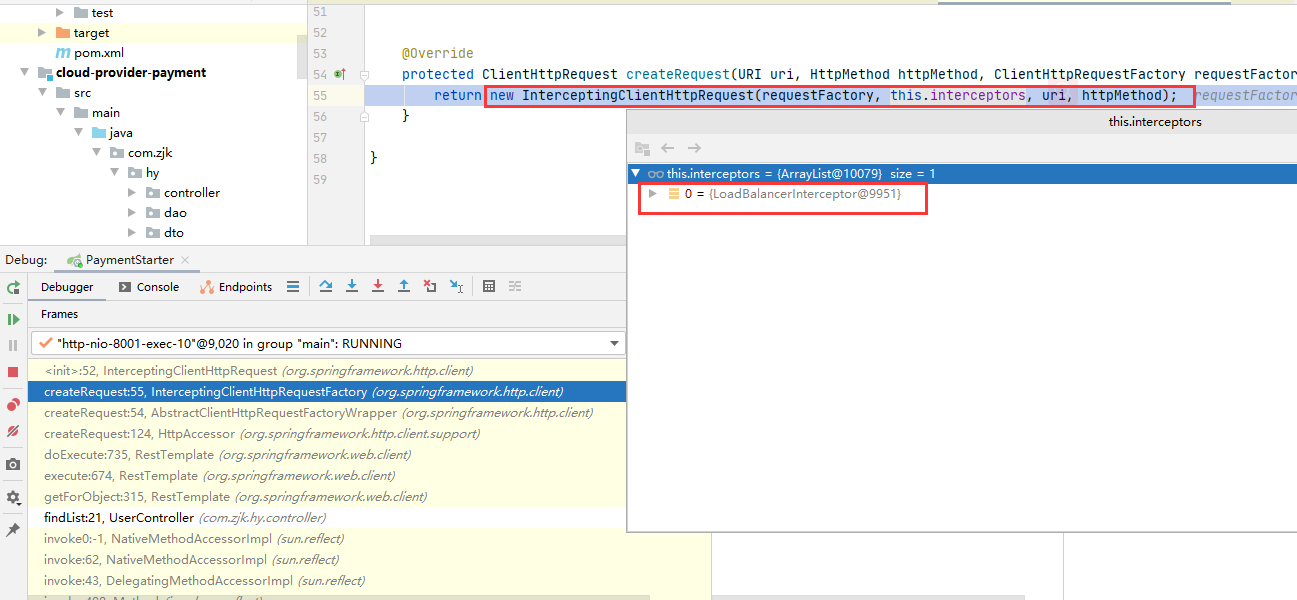 test
target
pom.xml
cloud-provider-payment
src
main
java
com.zjk
hy
controller
dao
dto
51
52
53 @Override
54 protected ClientHttpRequest createRequest(URI uri, HttpMethod httpMethod, ClientHttpRequestFactory requestFactor
55 return new InterceptingClientHttpRequest(requestFactory, this.interceptors, uri, httpMethod); requestFactor
56 }
57
58 }
59
this.interceptors
this.interceptors = {ArrayList@10079} size = 1
0 = {LoadBalancerInterceptor@9951}
Debug: PaymentStarter
Debugger Console Endpoints
Frames
"http-nio-8001-exec-10"@9,020 in group "main": RUNNING
<init>:52, InterceptingClientHttpRequest (org.springframework.http.client)
createRequest:55, InterceptingClientHttpRequestFactory (org.springframework.http.client)
createRequest:54, AbstractClientHttpRequestFactoryWrapper (org.springframework.http.client)
createRequest:124, HttpAccessor (org.springframework.http.client.support)
doExecute:735, RestTemplate (org.springframework.web.client)
execute:674, RestTemplate (org.springframework.web.client)
getForObject:315, RestTemplate (org.springframework.web.client)
findList:21, UserController (com.zjk.hy.controller)
invoke0:-1, NativeMethodAccessorImpl (sun.reflect)
invoke:62, NativeMethodAccessorImpl (sun.reflect)
invoke:43, DelegatingMethodAccessorImpl (sun.reflect)